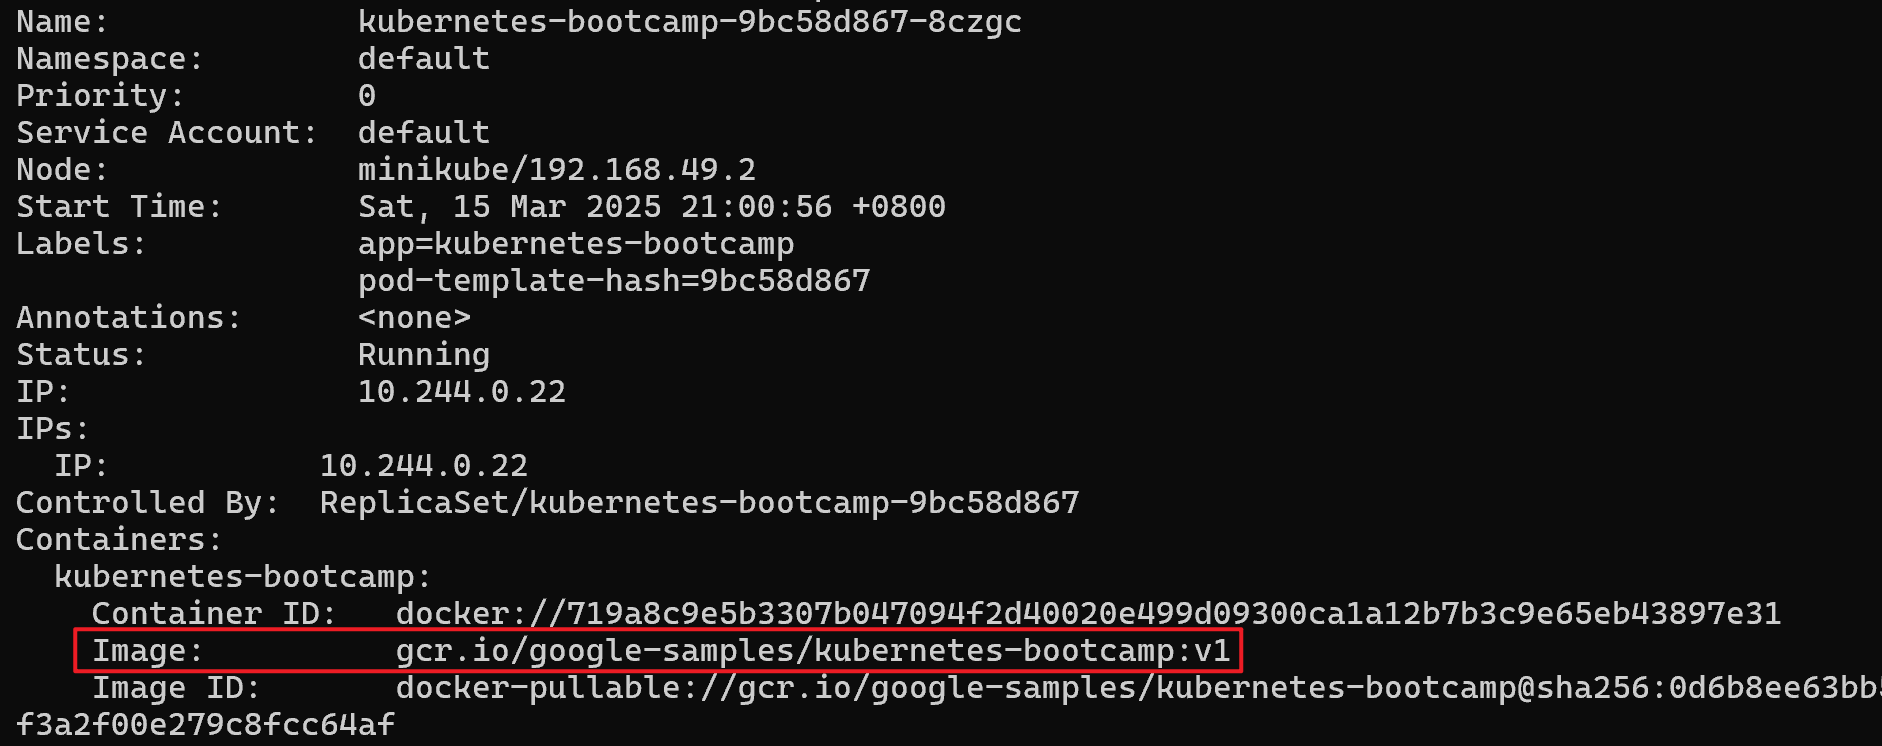 Name: kubernetes-bootcamp-9bc58d867-8czgc
Namespace: default
Priority: 0
Service Account: default
Node: minikube/192.168.49.2
Start Time: Sat, 15 Mar 2025 21:00:56 +0800
Labels: app=kubernetes-bootcamp
pod-template-hash=9bc58d867
Annotations: <none>
Status: Running
IP: 10.244.0.22
IPs:
IP: 10.244.0.22
Controlled By: ReplicaSet/kubernetes-bootcamp-9bc58d867
Containers:
kubernetes-bootcamp:
Container ID: docker://719a8c9e5b3307b047094f2d40020e499d09300ca1a12b7b3c9e65eb43897e31
Image: gcr.io/google-samples/kubernetes-bootcamp:v1
Image ID: docker-pullable://gcr.io/google-samples/kubernetes-bootcamp@sha256:0d6b8ee63bb5
f3a2f00e279c8fcc64af